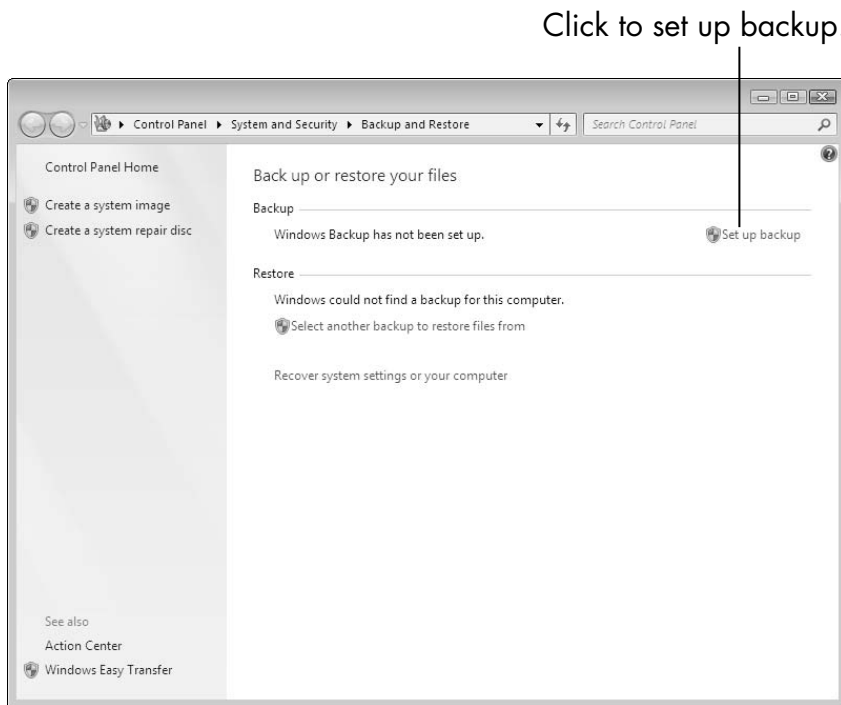 Click to set up backup.
Control Panel ▸ System and Security ▸ Backup and Restore
Search Control Panel
Control Panel Home
Create a system image
Create a system repair disc
Back up or restore your files
Backup
Windows Backup has not been set up.
Set up backup
Restore
Windows could not find a backup for this computer.
Select another backup to restore files from
Recover system settings or your computer
See also
Action Center
Windows Easy Transfer